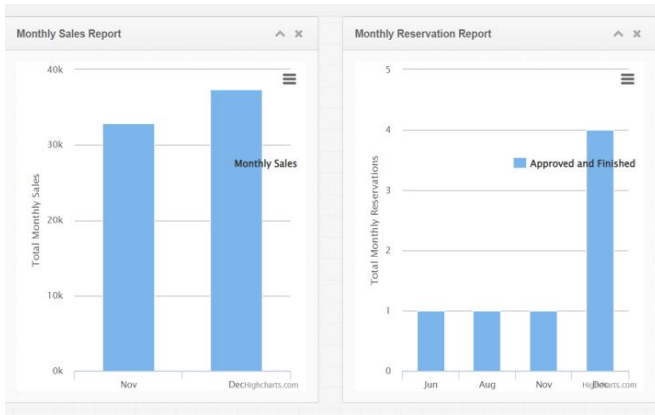 Monthly Sales Report
40k
30k
20k
10k
0k
Total Monthly Sales
Monthly Sales
Nov
Dec
Highcharts.com
Monthly Reservation Report
5
4
3
2
1
0
Total Monthly Reservations
Approved and Finished
Jun
Aug
Nov
Dec
Highcharts.com